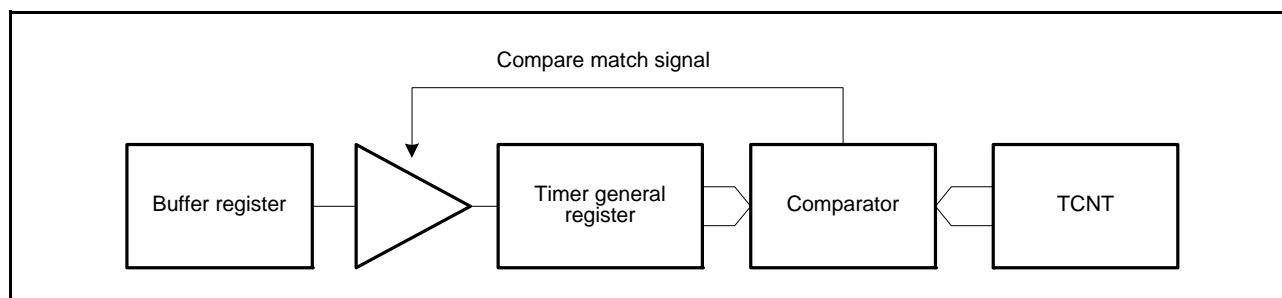 Compare match signal
Buffer register
Timer general
register
Comparator
TCNT